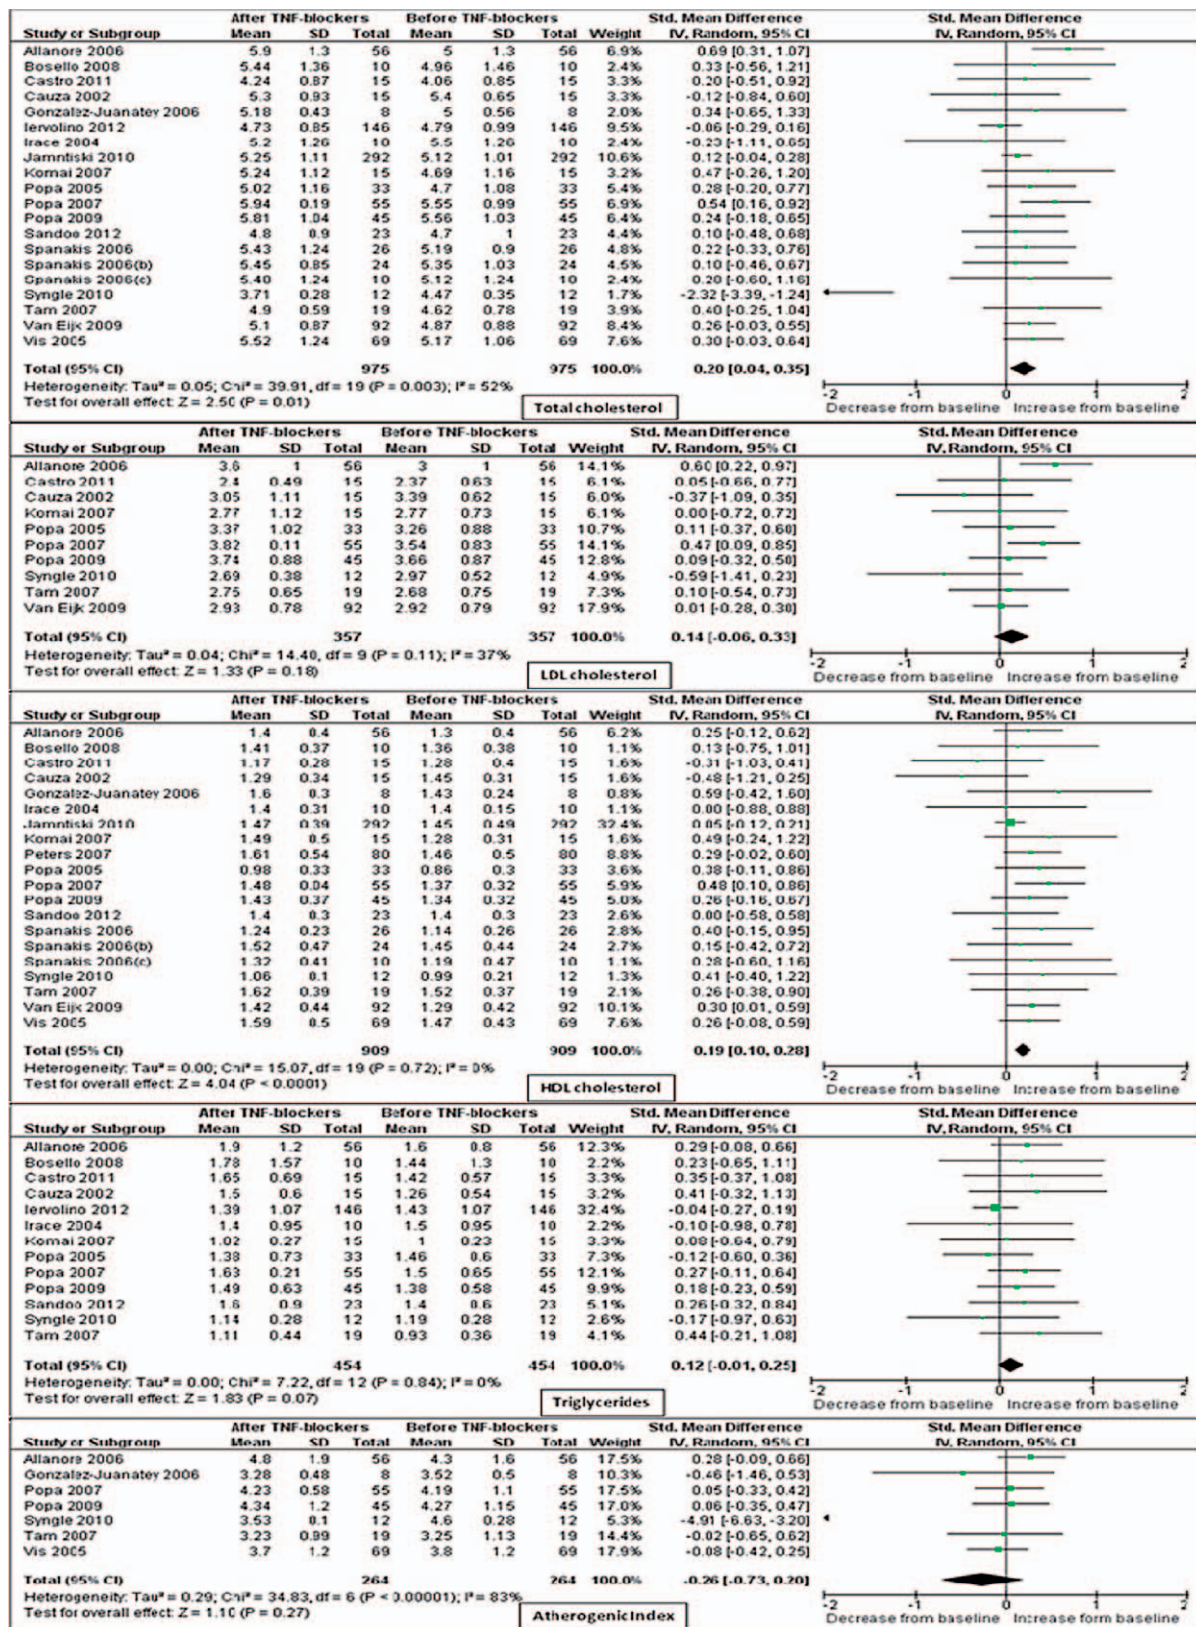 After TNF-blockers Before TNF-blockers Std. Mean Difference Std. Mean Difference
Study or Subgroup Mean SD Total Mean SD Total Weight IV, Random, 95% CI IV, Random, 95% CI
Allanore 2006 5.9 1.3 56 5 1.3 56 6.9% 0.69 [0.31, 1.07]
Bosello 2008 5.44 1.36 10 4.96 1.46 10 2.4% 0.33 [-0.56, 1.21]
Castro 2011 4.24 0.87 15 4.06 0.85 15 3.3% 0.20 [-0.51, 0.92]
Cauza 2002 5.3 0.93 15 5.4 0.65 15 3.3% -0.12 [-0.84, 0.60]
Gonzalez-Juanatey 2006 5.18 0.43 8 5 0.56 8 2.0% 0.34 [-0.65, 1.33]
Iervolino 2012 4.73 0.85 146 4.79 0.99 146 9.5% -0.06 [-0.29, 0.16]
Irace 2004 5.2 1.26 10 5.5 1.26 10 2.4% -0.23 [-1.11, 0.65]
Jamntiski 2010 5.25 1.11 292 5.12 1.01 292 10.6% 0.12 [-0.04, 0.28]
Komai 2007 5.24 1.12 15 4.69 1.16 15 3.2% 0.47 [-0.26, 1.20]
Popa 2005 5.02 1.16 33 4.7 1.08 33 5.4% 0.28 [-0.20, 0.77]
Popa 2007 5.94 0.19 55 5.55 0.99 55 6.9% 0.54 [0.16, 0.92]
Popa 2009 5.81 1.04 45 5.56 1.03 45 6.4% 0.24 [-0.18, 0.65]
Sandoo 2012 4.8 0.9 23 4.7 1 23 4.4% 0.10 [-0.48, 0.68]
Spanakis 2006 5.43 1.24 26 5.19 0.9 26 4.8% 0.22 [-0.33, 0.76]
Spanakis 2006(b) 5.45 0.85 24 5.35 1.03 24 4.5% 0.10 [-0.46, 0.67]
Spanakis 2006(c) 5.40 1.24 10 5.12 1.24 10 2.4% 0.20 [-0.60, 1.16]
Syngle 2010 3.71 0.28 12 4.47 0.35 12 1.7% -2.32 [-3.39, -1.24]
Tam 2007 4.9 0.59 19 4.62 0.78 19 3.9% 0.40 [-0.25, 1.04]
Van Eijk 2009 5.1 0.87 92 4.87 0.88 92 8.4% 0.26 [-0.03, 0.55]
Vis 2005 5.52 1.24 69 5.17 1.06 69 7.6% 0.30 [-0.03, 0.64]
Total (95% CI) 975 975 100.0% 0.20 [0.04, 0.35]
Heterogeneity: Tau² = 0.05; Chi² = 39.91, df = 19 (P = 0.003); I² = 52%
Test for overall effect: Z = 2.50 (P = 0.01)
-2 -1 0 1 2
Total cholesterol Decrease from baseline Increase from baseline
After TNF-blockers Before TNF-blockers Std. Mean Difference Std. Mean Difference
Study or Subgroup Mean SD Total Mean SD Total Weight IV, Random, 95% CI IV, Random, 95% CI
Allanore 2006 3.6 1 56 3 1 56 14.1% 0.60 [0.22, 0.97]
Castro 2011 2.4 0.49 15 2.37 0.63 15 6.1% 0.05 [-0.66, 0.77]
Cauza 2002 3.05 1.11 15 3.39 0.62 15 6.0% -0.37 [-1.09, 0.35]
Komai 2007 2.77 1.12 15 2.77 0.73 15 6.1% 0.00 [-0.72, 0.72]
Popa 2005 3.37 1.02 33 3.26 0.88 33 10.7% 0.11 [-0.37, 0.60]
Popa 2007 3.82 0.11 55 3.54 0.83 55 14.1% 0.47 [0.09, 0.85]
Popa 2009 3.74 0.88 45 3.66 0.87 45 12.8% 0.09 [-0.32, 0.50]
Syngle 2010 2.69 0.38 12 2.97 0.52 12 4.9% -0.59 [-1.41, 0.23]
Tam 2007 2.75 0.65 19 2.68 0.75 19 7.3% 0.10 [-0.54, 0.73]
Van Eijk 2009 2.93 0.78 92 2.92 0.79 92 17.9% 0.01 [-0.28, 0.30]
Total (95% CI) 357 357 100.0% 0.14 [-0.06, 0.33]
Heterogeneity: Tau² = 0.04; Chi² = 14.40, df = 9 (P = 0.11); I² = 37%
Test for overall effect: Z = 1.33 (P = 0.18)
-2 -1 0 1 2
LDL cholesterol Decrease from baseline Increase from baseline
After TNF-blockers Before TNF-blockers Std. Mean Difference Std. Mean Difference
Study or Subgroup Mean SD Total Mean SD Total Weight IV, Random, 95% CI IV, Random, 95% CI
Allanore 2006 1.4 0.4 56 1.3 0.4 56 6.2% 0.25 [-0.12, 0.62]
Bosello 2008 1.41 0.37 10 1.36 0.38 10 1.1% 0.13 [-0.75, 1.01]
Castro 2011 1.17 0.28 15 1.28 0.4 15 1.6% -0.31 [-1.03, 0.41]
Cauza 2002 1.29 0.34 15 1.45 0.31 15 1.6% -0.48 [-1.21, 0.25]
Gonzalez-Juanatey 2006 1.6 0.3 8 1.43 0.24 8 0.8% 0.59 [-0.42, 1.60]
Irace 2004 1.4 0.31 10 1.4 0.15 10 1.1% 0.00 [-0.88, 0.88]
Jamntiski 2010 1.47 0.39 292 1.45 0.49 292 32.4% 0.05 [-0.12, 0.21]
Komai 2007 1.49 0.5 15 1.28 0.31 15 1.6% 0.49 [-0.24, 1.22]
Peters 2007 1.61 0.54 80 1.46 0.5 80 8.8% 0.29 [-0.02, 0.60]
Popa 2005 0.98 0.33 33 0.86 0.3 33 3.6% 0.38 [-0.11, 0.86]
Popa 2007 1.48 0.04 55 1.37 0.32 55 5.9% 0.48 [0.10, 0.86]
Popa 2009 1.43 0.37 45 1.34 0.32 45 5.0% 0.26 [-0.16, 0.67]
Sandoo 2012 1.4 0.3 23 1.4 0.3 23 2.6% 0.00 [-0.58, 0.58]
Spanakis 2006 1.24 0.23 26 1.14 0.26 26 2.8% 0.40 [-0.15, 0.95]
Spanakis 2006(b) 1.52 0.47 24 1.45 0.44 24 2.7% 0.15 [-0.42, 0.72]
Spanakis 2006(c) 1.32 0.41 10 1.19 0.47 10 1.1% 0.28 [-0.60, 1.16]
Syngle 2010 1.06 0.1 12 0.99 0.21 12 1.3% 0.41 [-0.40, 1.22]
Tam 2007 1.62 0.39 19 1.52 0.37 19 2.1% 0.26 [-0.38, 0.90]
Van Eijk 2009 1.42 0.44 92 1.29 0.42 92 10.1% 0.30 [0.01, 0.59]
Vis 2005 1.59 0.5 69 1.47 0.43 69 7.6% 0.26 [-0.08, 0.59]
Total (95% CI) 909 909 100.0% 0.19 [0.10, 0.28]
Heterogeneity: Tau² = 0.00; Chi² = 15.07, df = 19 (P = 0.72); I² = 0%
Test for overall effect: Z = 4.04 (P < 0.0001)
-2 -1 0 1 2
HDL cholesterol Decrease from baseline Increase from baseline
After TNF-blockers Before TNF-blockers Std. Mean Difference Std. Mean Difference
Study or Subgroup Mean SD Total Mean SD Total Weight IV, Random, 95% CI IV, Random, 95% CI
Allanore 2006 1.9 1.2 56 1.6 0.8 56 12.3% 0.29 [-0.08, 0.66]
Bosello 2008 1.78 1.57 10 1.44 1.3 10 2.2% 0.23 [-0.65, 1.11]
Castro 2011 1.65 0.69 15 1.42 0.57 15 3.3% 0.35 [-0.37, 1.08]
Cauza 2002 1.5 0.6 15 1.26 0.54 15 3.2% 0.41 [-0.32, 1.13]
Iervolino 2012 1.39 1.07 146 1.43 1.07 146 32.4% -0.04 [-0.27, 0.19]
Irace 2004 1.4 0.95 10 1.5 0.95 10 2.2% -0.10 [-0.98, 0.78]
Komai 2007 1.02 0.27 15 1 0.23 15 3.3% 0.08 [-0.64, 0.79]
Popa 2005 1.38 0.73 33 1.46 0.6 33 7.3% -0.12 [-0.60, 0.36]
Popa 2007 1.63 0.21 55 1.5 0.65 55 12.1% 0.27 [-0.11, 0.64]
Popa 2009 1.49 0.63 45 1.38 0.58 45 9.9% 0.18 [-0.23, 0.59]
Sandoo 2012 1.6 0.9 23 1.4 0.6 23 5.1% 0.26 [-0.32, 0.84]
Syngle 2010 1.14 0.28 12 1.19 0.28 12 2.6% -0.17 [-0.97, 0.63]
Tam 2007 1.11 0.44 19 0.93 0.36 19 4.1% 0.44 [-0.21, 1.08]
Total (95% CI) 454 454 100.0% 0.12 [-0.01, 0.25]
Heterogeneity: Tau² = 0.00; Chi² = 7.22, df = 12 (P = 0.84); I² = 0%
Test for overall effect: Z = 1.83 (P = 0.07)
-2 -1 0 1 2
Triglycerides Decrease from baseline Increase from baseline
After TNF-blockers Before TNF-blockers Std. Mean Difference Std. Mean Difference
Study or Subgroup Mean SD Total Mean SD Total Weight IV, Random, 95% CI IV, Random, 95% CI
Allanore 2006 4.8 1.9 56 4.3 1.6 56 17.5% 0.28 [-0.09, 0.66]
Gonzalez-Juanatey 2006 3.28 0.48 8 3.52 0.5 8 10.3% -0.46 [-1.46, 0.53]
Popa 2007 4.23 0.58 55 4.19 1.1 55 17.5% 0.05 [-0.33, 0.42]
Popa 2009 4.34 1.2 45 4.27 1.15 45 17.0% 0.06 [-0.35, 0.47]
Syngle 2010 3.53 0.1 12 4.6 0.28 12 5.3% -4.91 [-6.63, -3.20]
Tam 2007 3.23 0.99 19 3.25 1.13 19 14.4% -0.02 [-0.65, 0.62]
Vis 2005 3.7 1.2 69 3.8 1.2 69 17.9% -0.08 [-0.42, 0.25]
Total (95% CI) 264 264 100.0% -0.26 [-0.73, 0.20]
Heterogeneity: Tau² = 0.29; Chi² = 34.83, df = 6 (P < 0.00001); I² = 83%
Test for overall effect: Z = 1.10 (P = 0.27)
-2 -1 0 1 2
Atherogenic Index Decrease from baseline Increase form baseline